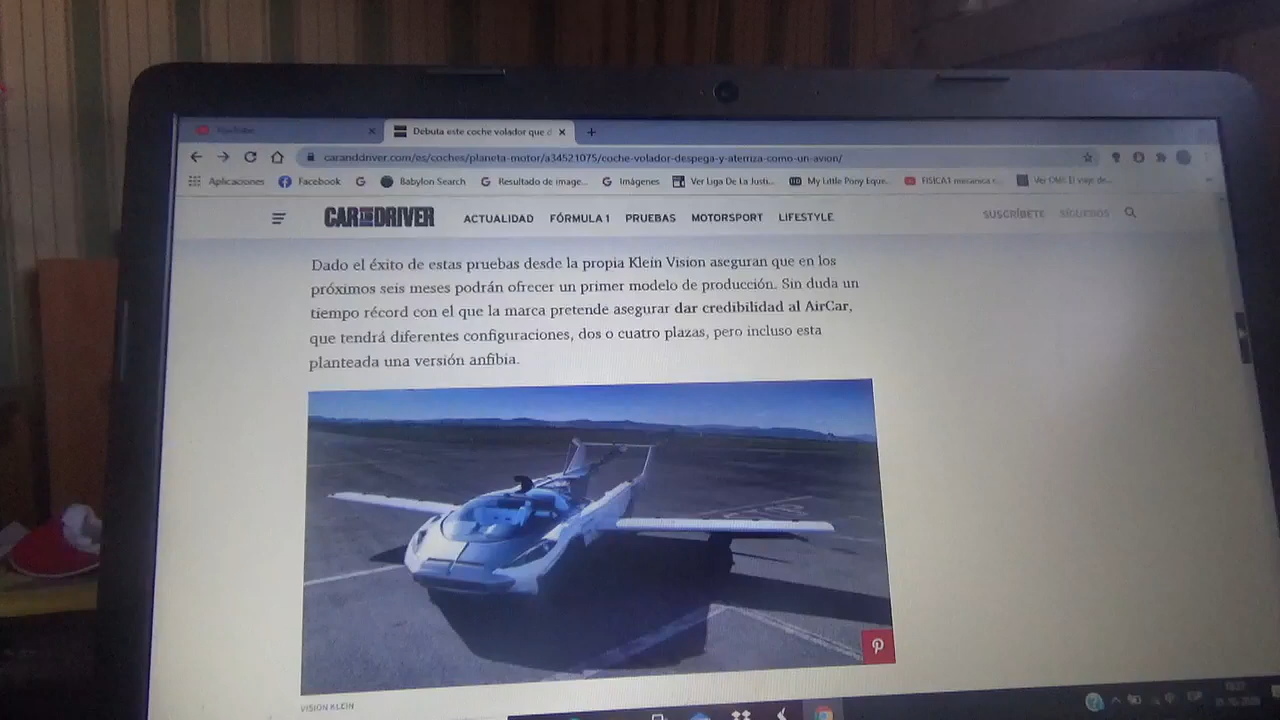 YouTube
Debuta este coche volador que d
caranddriver.com/es/coches/planeta-motor/a34521075/coche-volador-despega-y-aterriza-como-un-avion/
Aplicaciones Facebook Babylon Search Resultado de image... Imágenes Ver Liga De La Justi... My Little Pony Eque... FISICA1 mecanica c... Ver Olé! El viaje de...
CAR AND DRIVER ACTUALIDAD FÓRMULA 1 PRUEBAS MOTORSPORT LIFESTYLE SUSCRÍBETE SÍGUENOS
Dado el éxito de estas pruebas desde la propia Klein Vision aseguran que en los
próximos seis meses podrán ofrecer un primer modelo de producción. Sin duda un
tiempo récord con el que la marca pretende asegurar dar credibilidad al AirCar,
que tendrá diferentes configuraciones, dos o cuatro plazas, pero incluso esta
planteada una versión anfibia.
VISION KLEIN
ESP